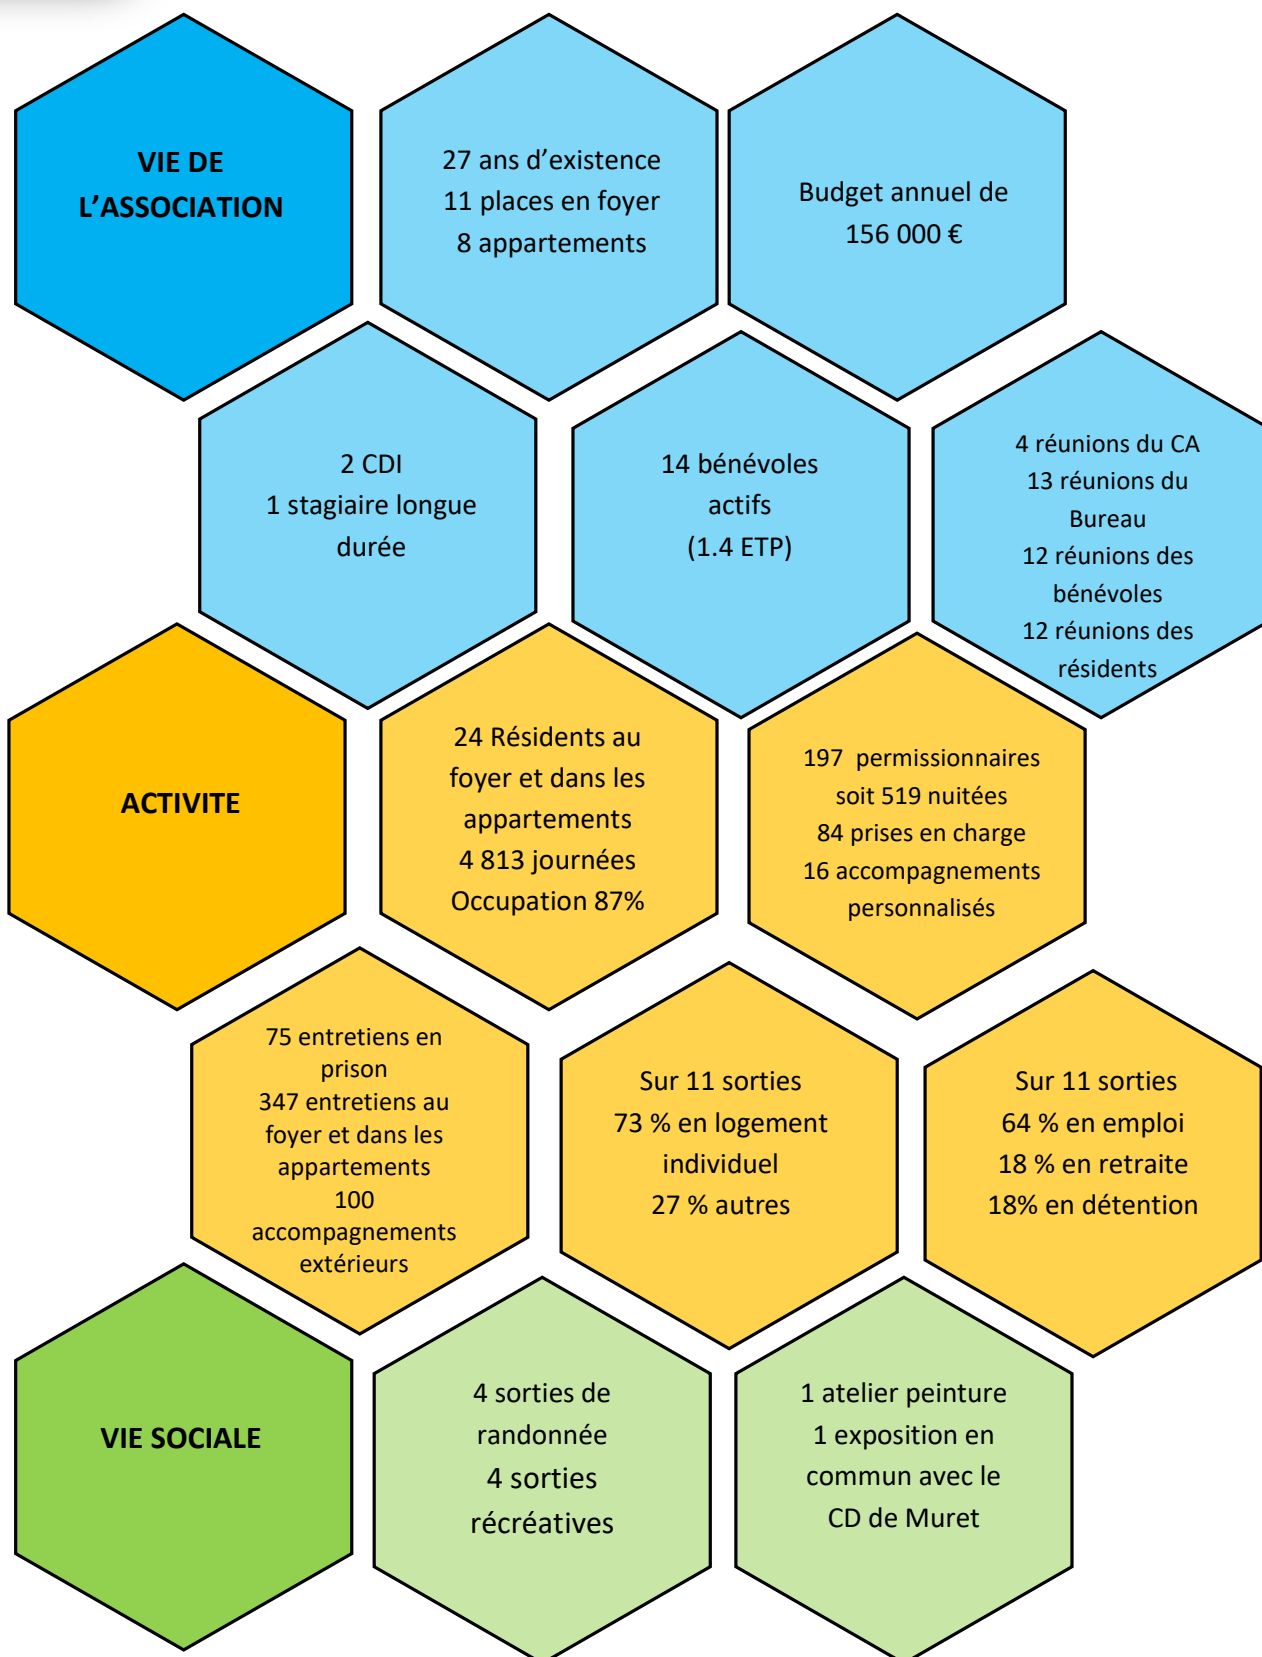 VIE DE
L’ASSOCIATION
27 ans d’existence
11 places en foyer
8 appartements
Budget annuel de
156 000 €
2 CDI
1 stagiaire longue
durée
14 bénévoles
actifs
(1.4 ETP)
4 réunions du CA
13 réunions du
Bureau
12 réunions des
bénévoles
12 réunions des
résidents
ACTIVITE
24 Résidents au
foyer et dans les
appartements
4 813 journées
Occupation 87%
197  permissionnaires
soit 519 nuitées
84 prises en charge
16 accompagnements
personnalisés
75 entretiens en
prison
347 entretiens au
foyer et dans les
appartements
100
accompagnements
extérieurs
Sur 11 sorties
73 % en logement
individuel
27 % autres
Sur 11 sorties
64 % en emploi
18 % en retraite
18% en détention
VIE SOCIALE
4 sorties de
randonnée
4 sorties
récréatives
1 atelier peinture
1 exposition en
commun avec le
CD de Muret